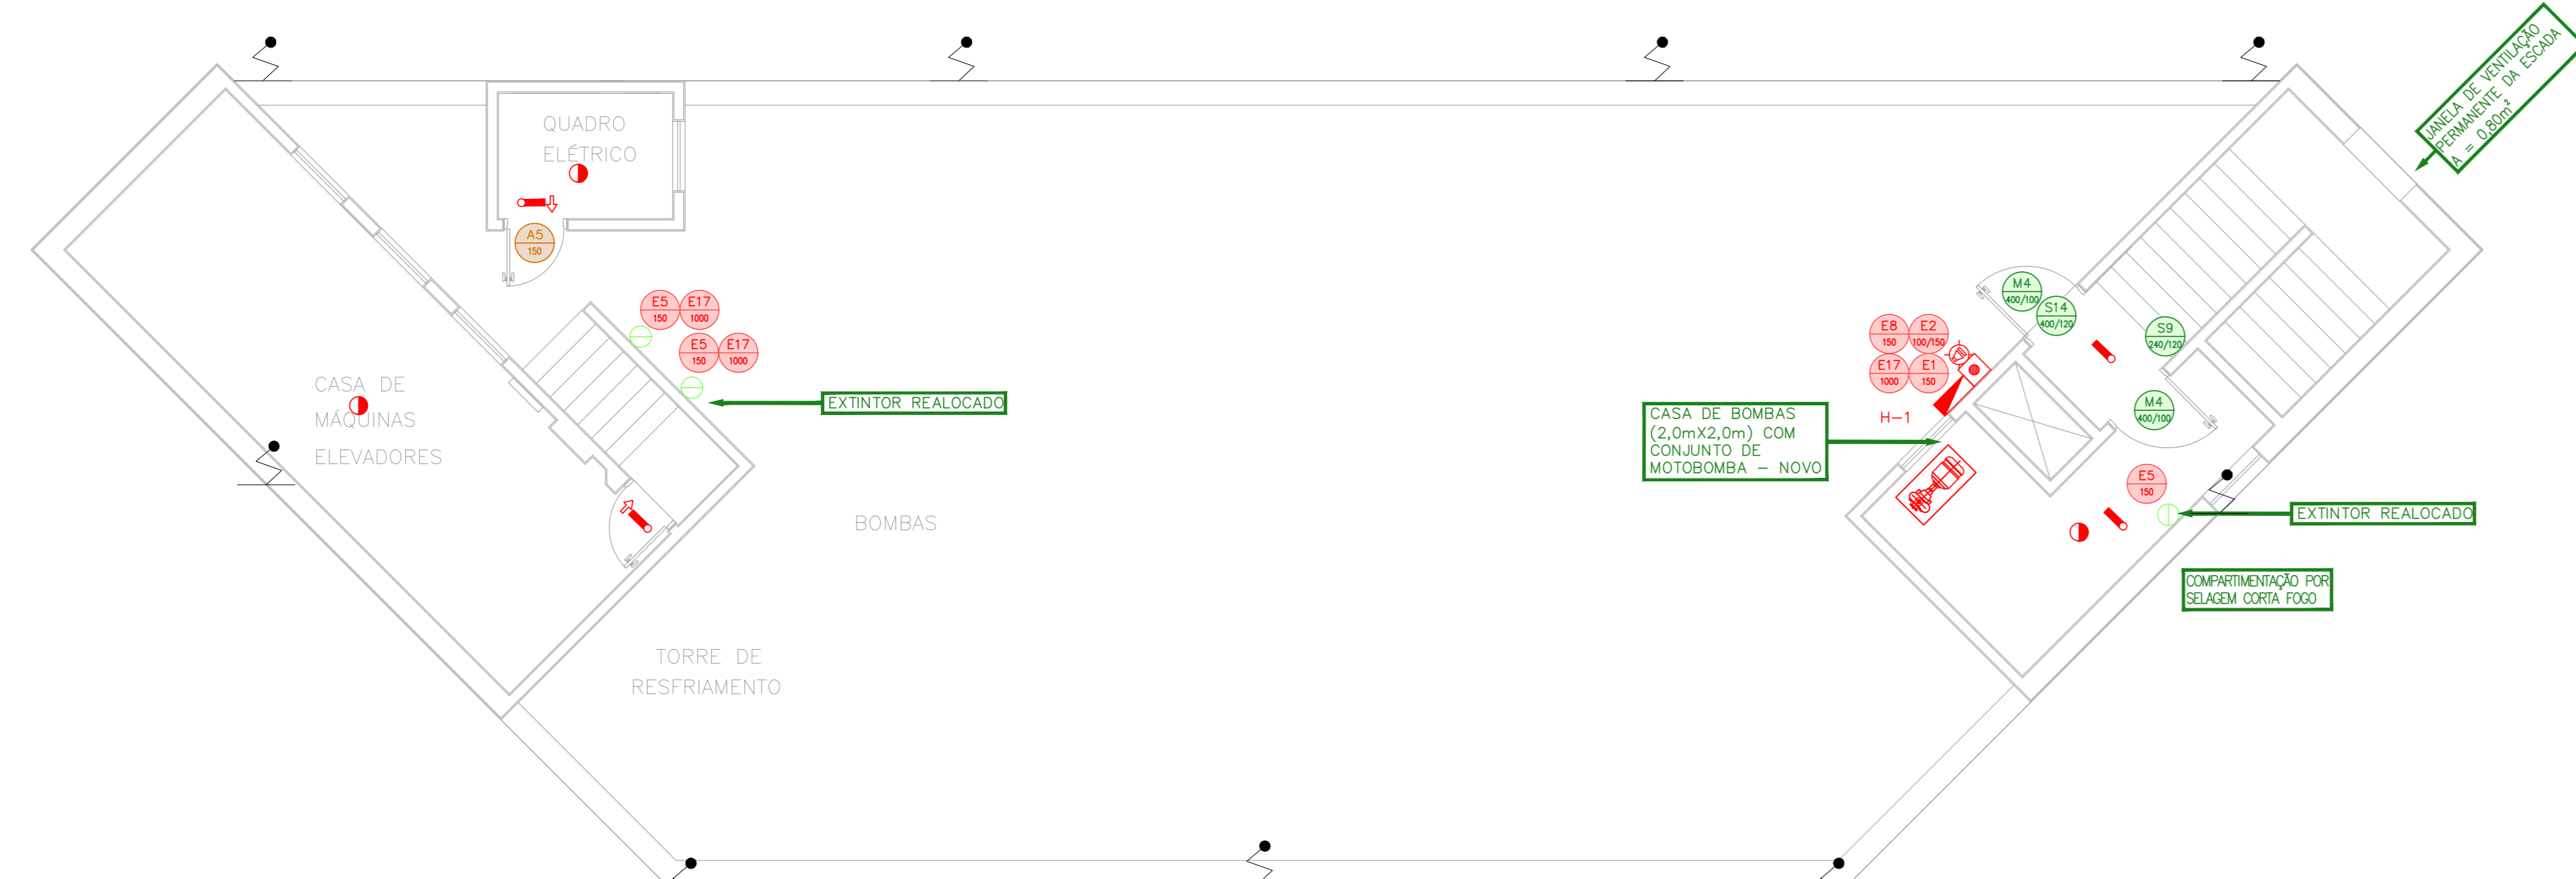 JANELA DE VENTILAÇÃO
PERMANENTE DA ESCADA
A = 0,80m²
QUADRO
ELÉTRICO
A5
150
E5
150
E17
1000
E5
150
E17
1000
EXTINTOR REALOCADO
CASA DE
MÁQUINAS
ELEVADORES
BOMBAS
TORRE DE
RESFRIAMENTO
M4
400/100
S14
400/120
S9
240/120
M4
400/100
E8
150
E2
100/150
E17
1000
E1
150
H-1
CASA DE BOMBAS
(2,0mX2,0m) COM
CONJUNTO DE
MOTOBOMBA - NOVO
E5
150
EXTINTOR REALOCADO
COMPARTIMENTAÇÃO POR
SELAGEM CORTA FOGO